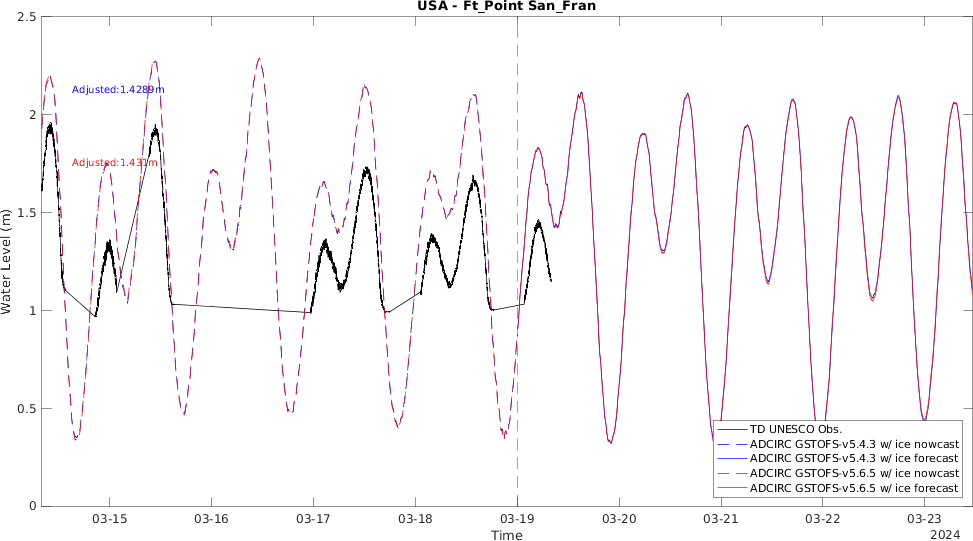 USA - Ft_Point San_Fran
2.5
2
1.5
1
0.5
0
Water Level (m)
Adjusted:1.4289m
Adjusted:1.431m
TD UNESCO Obs.
ADCIRC GSTOFS-v5.4.3 w/ ice nowcast
ADCIRC GSTOFS-v5.4.3 w/ ice forecast
ADCIRC GSTOFS-v5.6.5 w/ ice nowcast
ADCIRC GSTOFS-v5.6.5 w/ ice forecast
03-15 03-16 03-17 03-18 03-19 03-20 03-21 03-22 03-23
Time
2024